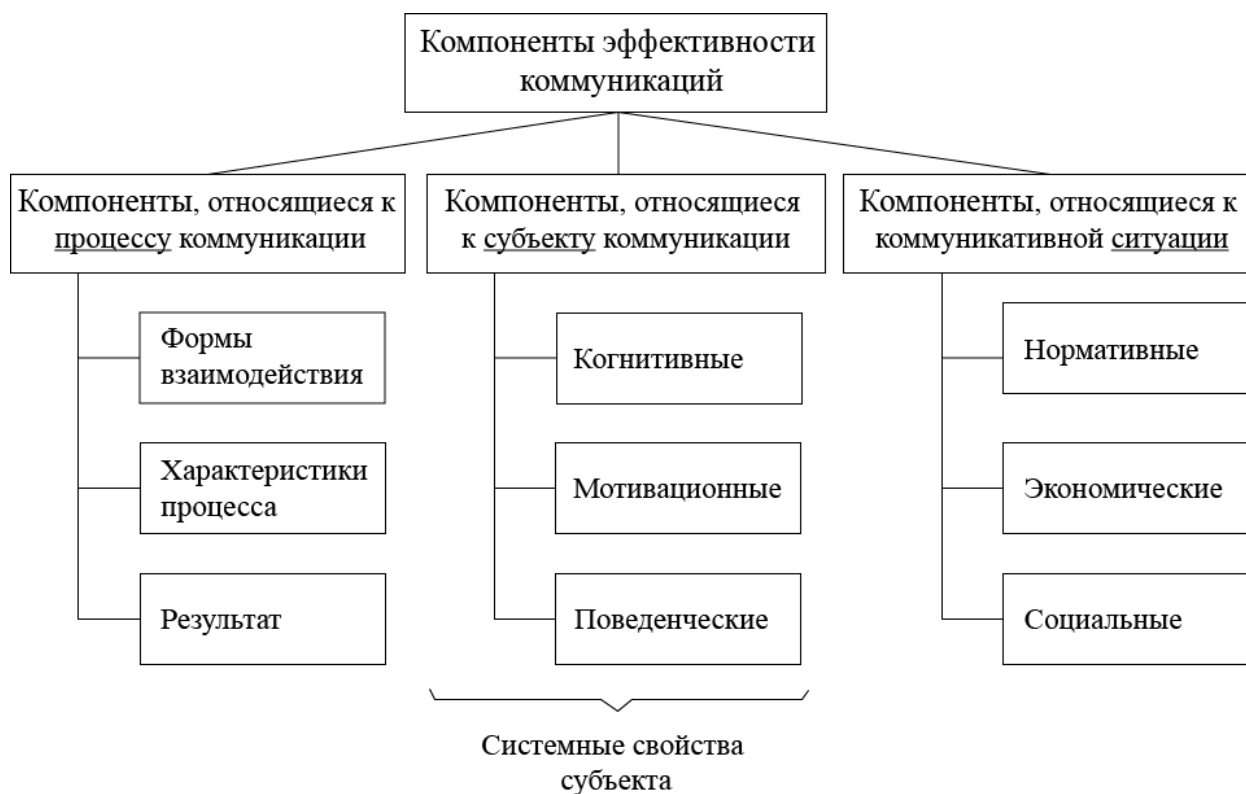 Компоненты эффективности
коммуникаций
Компоненты, относящиеся к
процессу коммуникации
Формы
взаимодействия
Характеристики
процесса
Результат
Компоненты, относящиеся
к субъекту коммуникации
Когнитивные
Мотивационные
Поведенческие
Системные свойства
субъекта
Компоненты, относящиеся к
коммуникативной ситуации
Нормативные
Экономические
Социальные